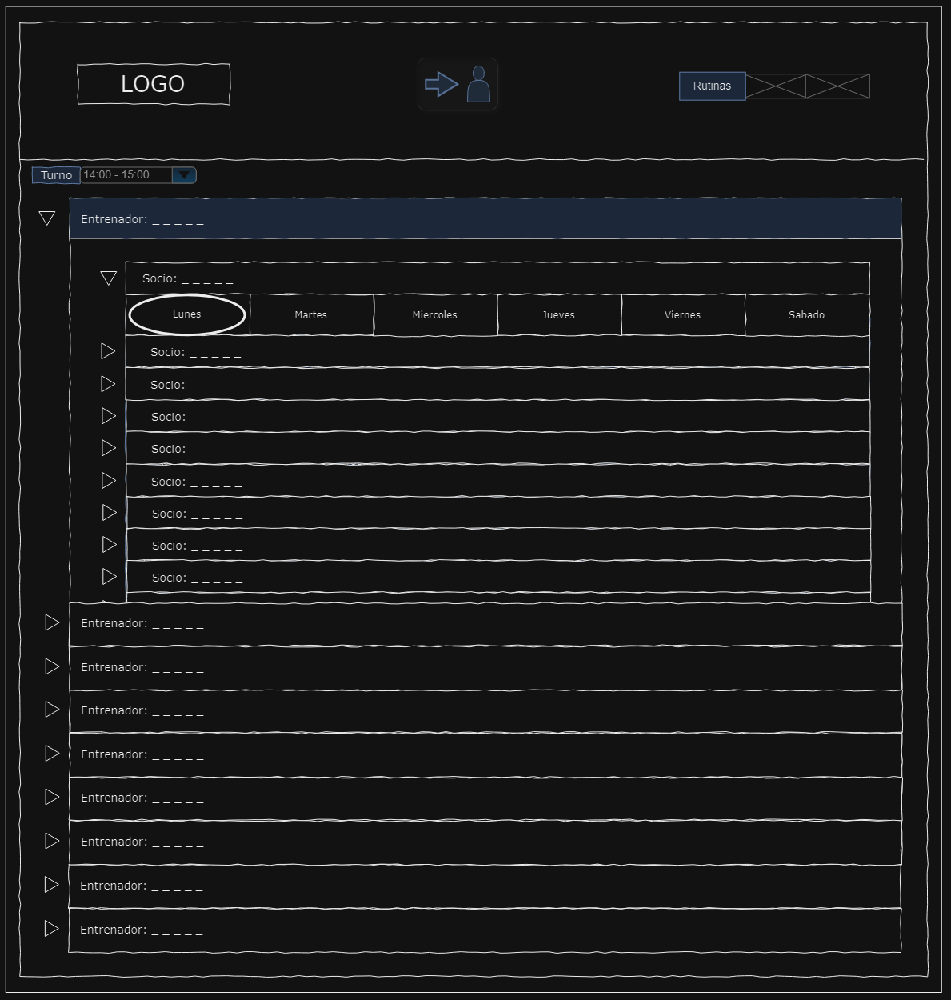 LOGO
Rutinas
Turno 14:00 - 15:00
Entrenador: _ _ _ _ _
Socio: _ _ _ _ _
Lunes Martes Miercoles Jueves Viernes Sabado
Socio: _ _ _ _ _
Socio: _ _ _ _ _
Socio: _ _ _ _ _
Socio: _ _ _ _ _
Socio: _ _ _ _ _
Socio: _ _ _ _ _
Socio: _ _ _ _ _
Socio: _ _ _ _ _
Entrenador: _ _ _ _ _
Entrenador: _ _ _ _ _
Entrenador: _ _ _ _ _
Entrenador: _ _ _ _ _
Entrenador: _ _ _ _ _
Entrenador: _ _ _ _ _
Entrenador: _ _ _ _ _
Entrenador: _ _ _ _ _